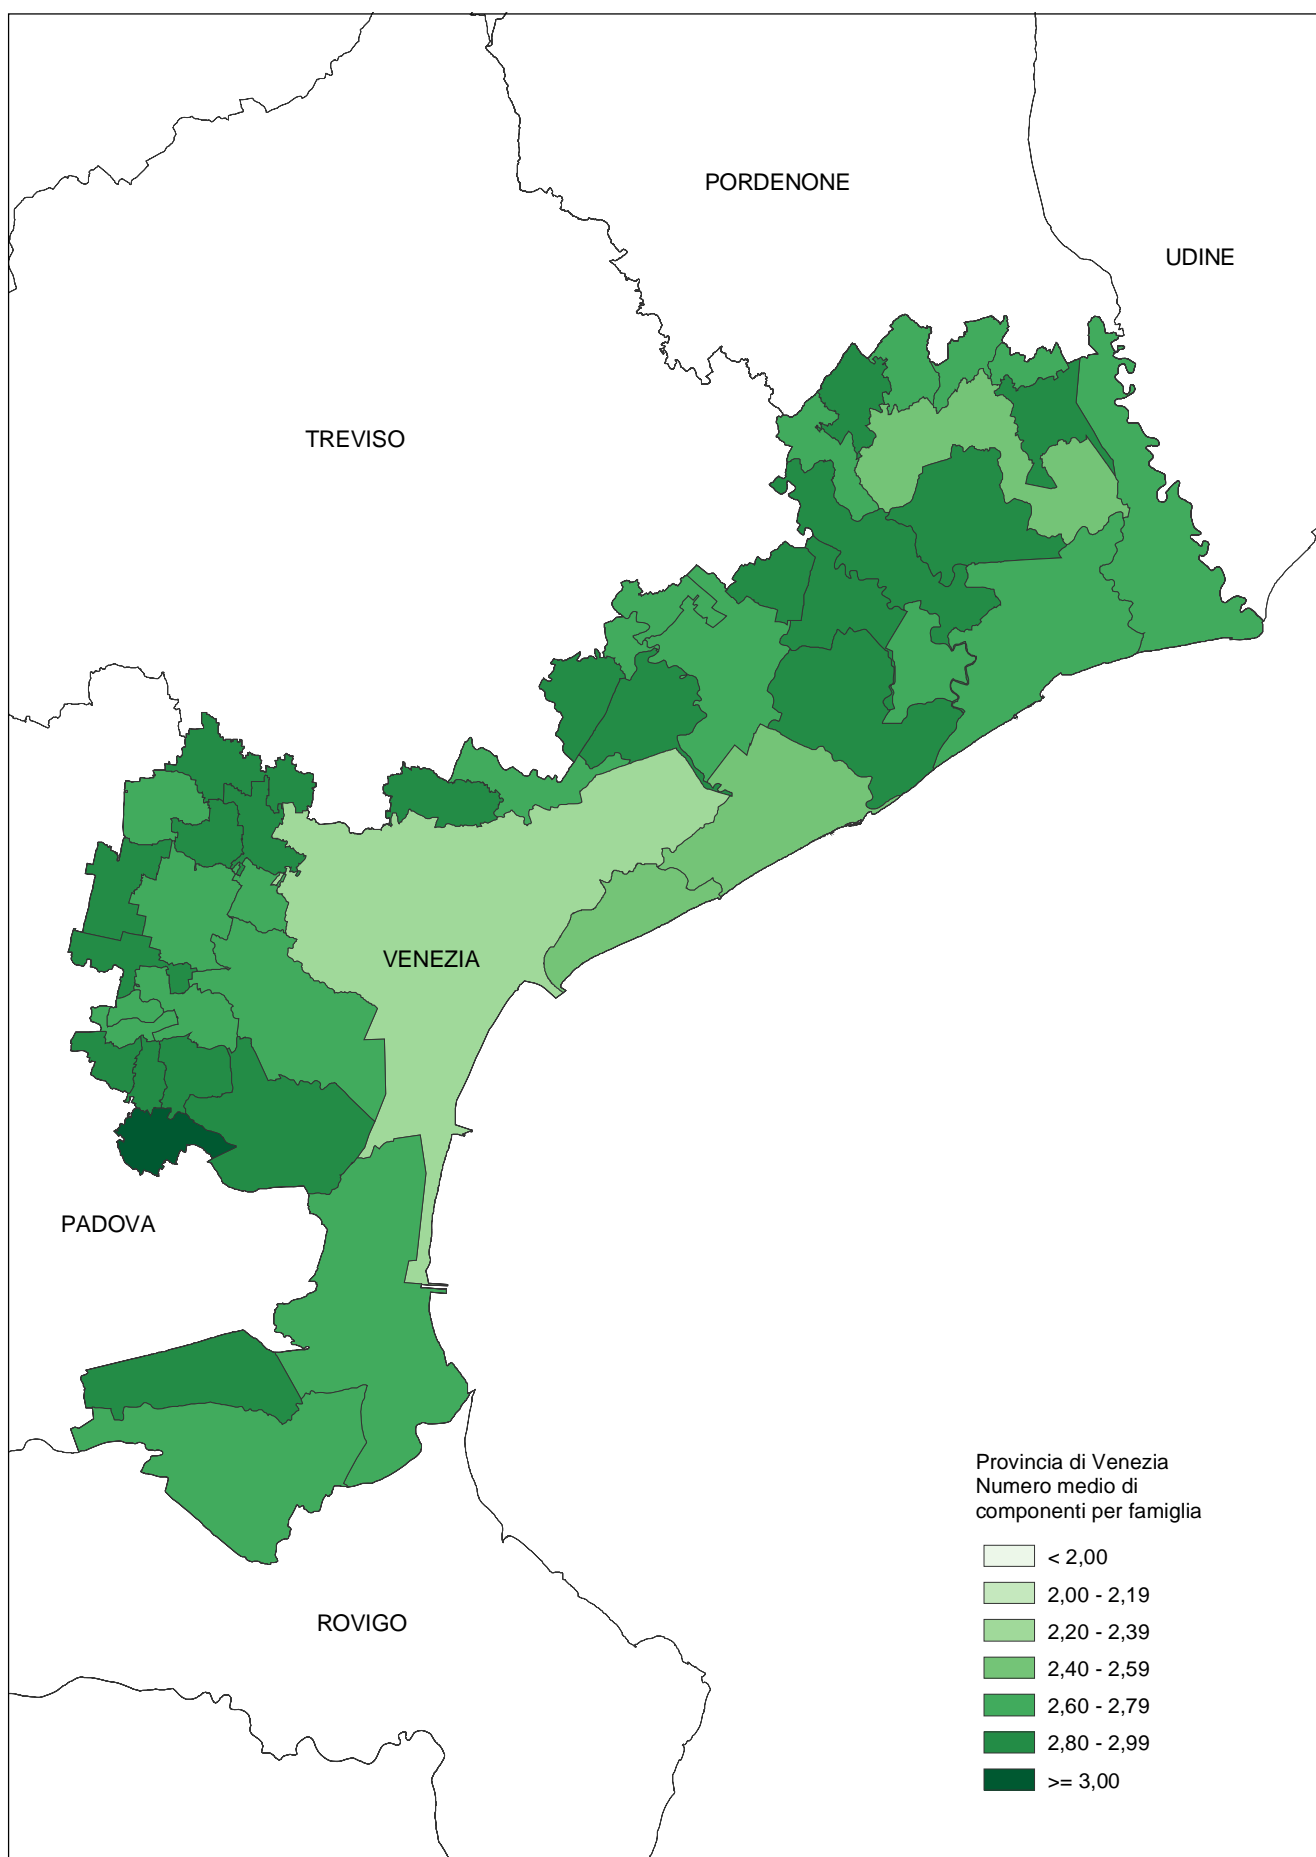 PORDENONE
UDINE
TREVISO
VENEZIA
PADOVA
ROVIGO
Provincia di Venezia
Numero medio di
componenti per famiglia
< 2,00
2,00 - 2,19
2,20 - 2,39
2,40 - 2,59
2,60 - 2,79
2,80 - 2,99
>= 3,00